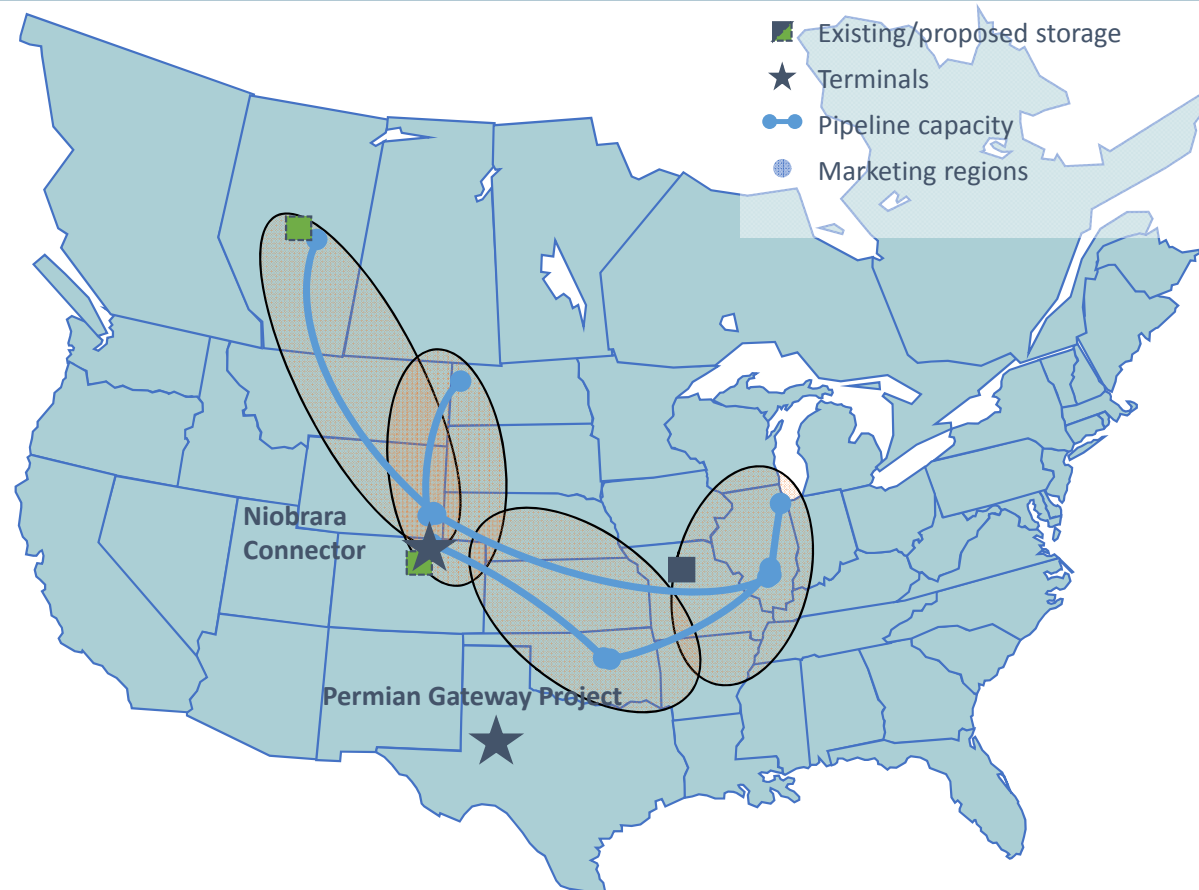 Existing/proposed storage
Terminals
Pipeline capacity
Marketing regions
Niobrara
Connector
Permian Gateway Project